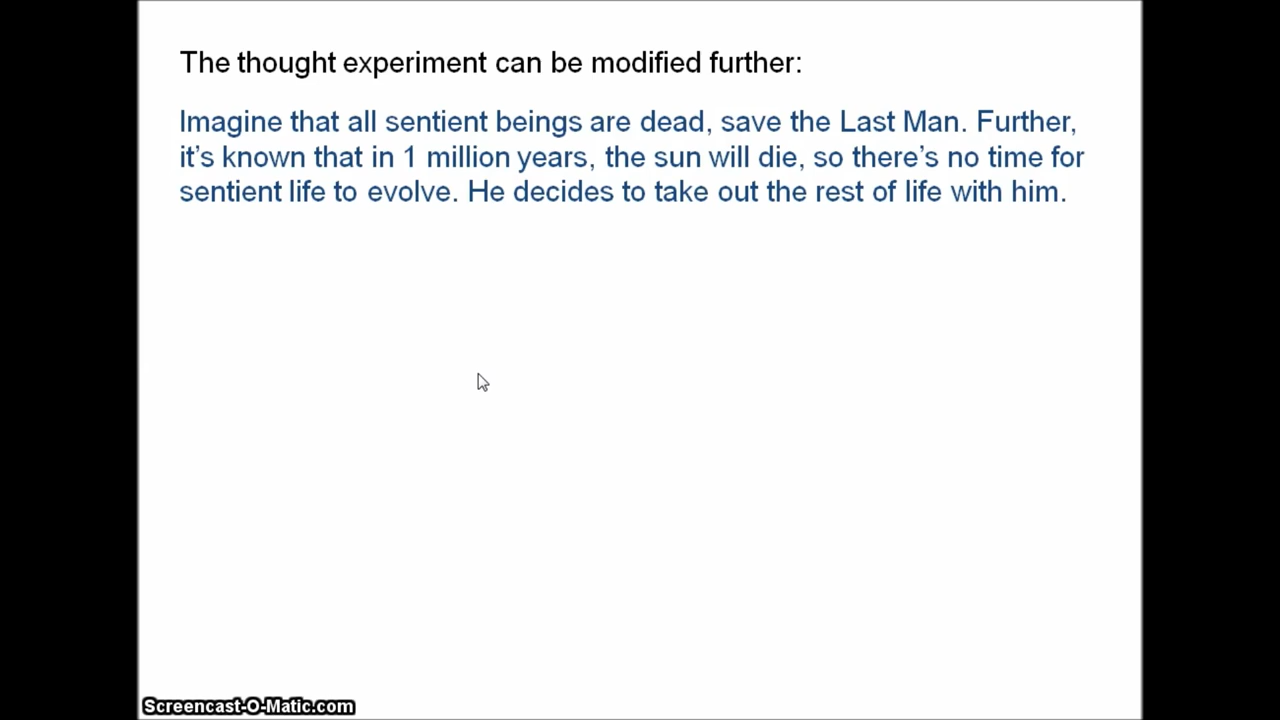 The thought experiment can be modified further:
Imagine that all sentient beings are dead, save the Last Man. Further,
it's known that in 1 million years, the sun will die, so there's no time for
sentient life to evolve. He decides to take out the rest of life with him.
Screencast-O-Matic.com